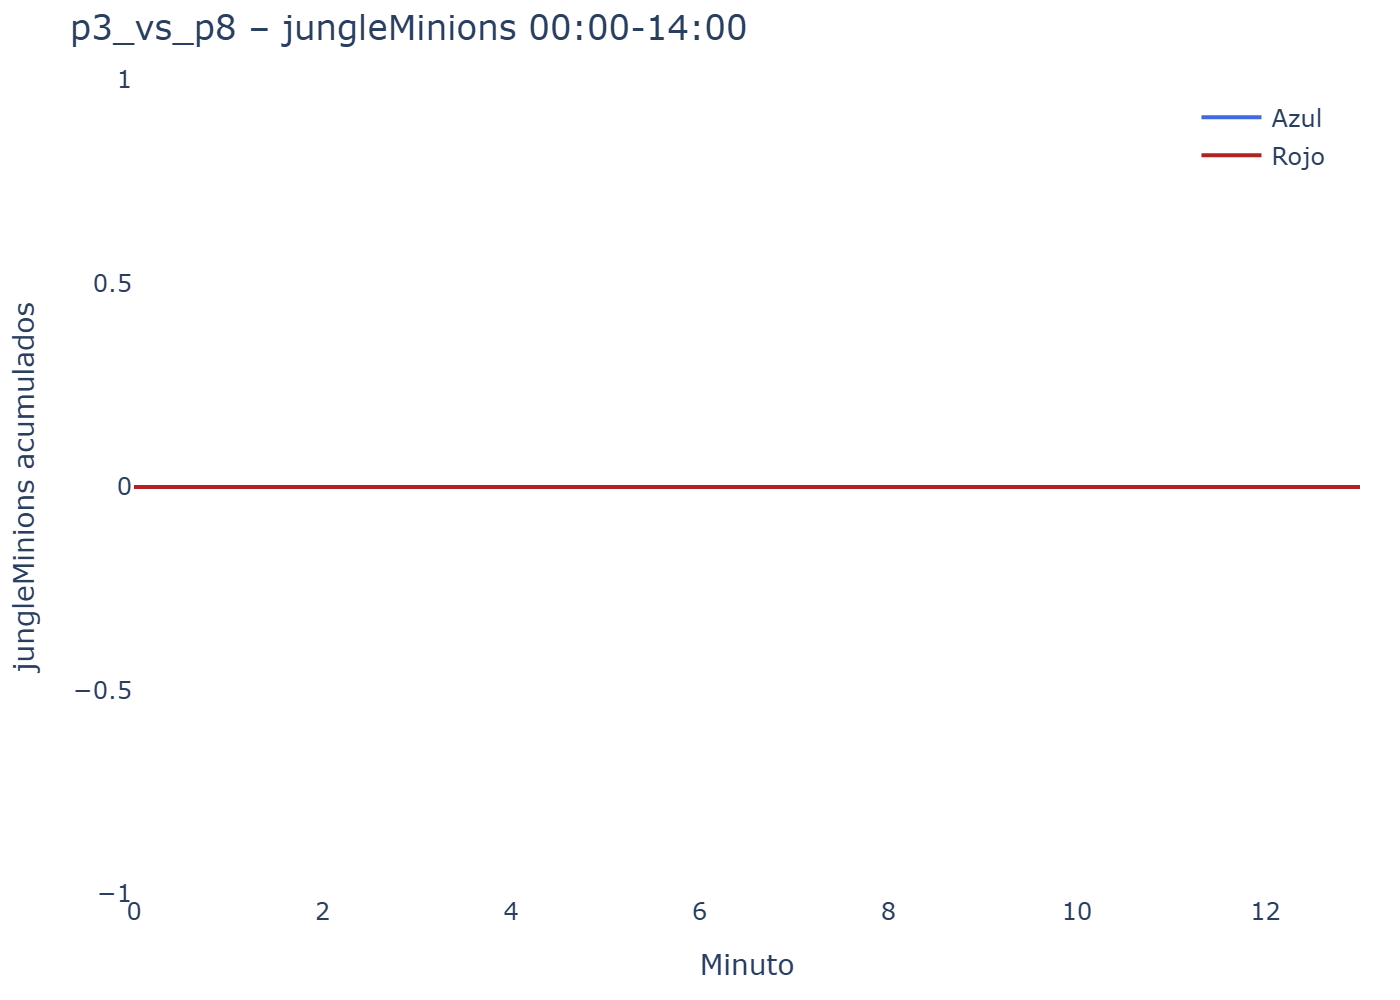 p3_vs_p8 – jungleMinions 00:00-14:00
1
Azul
Rojo
0.5
jungleMinions acumulados
0
−0.5
−1
0 2 4 6 8 10 12
Minuto